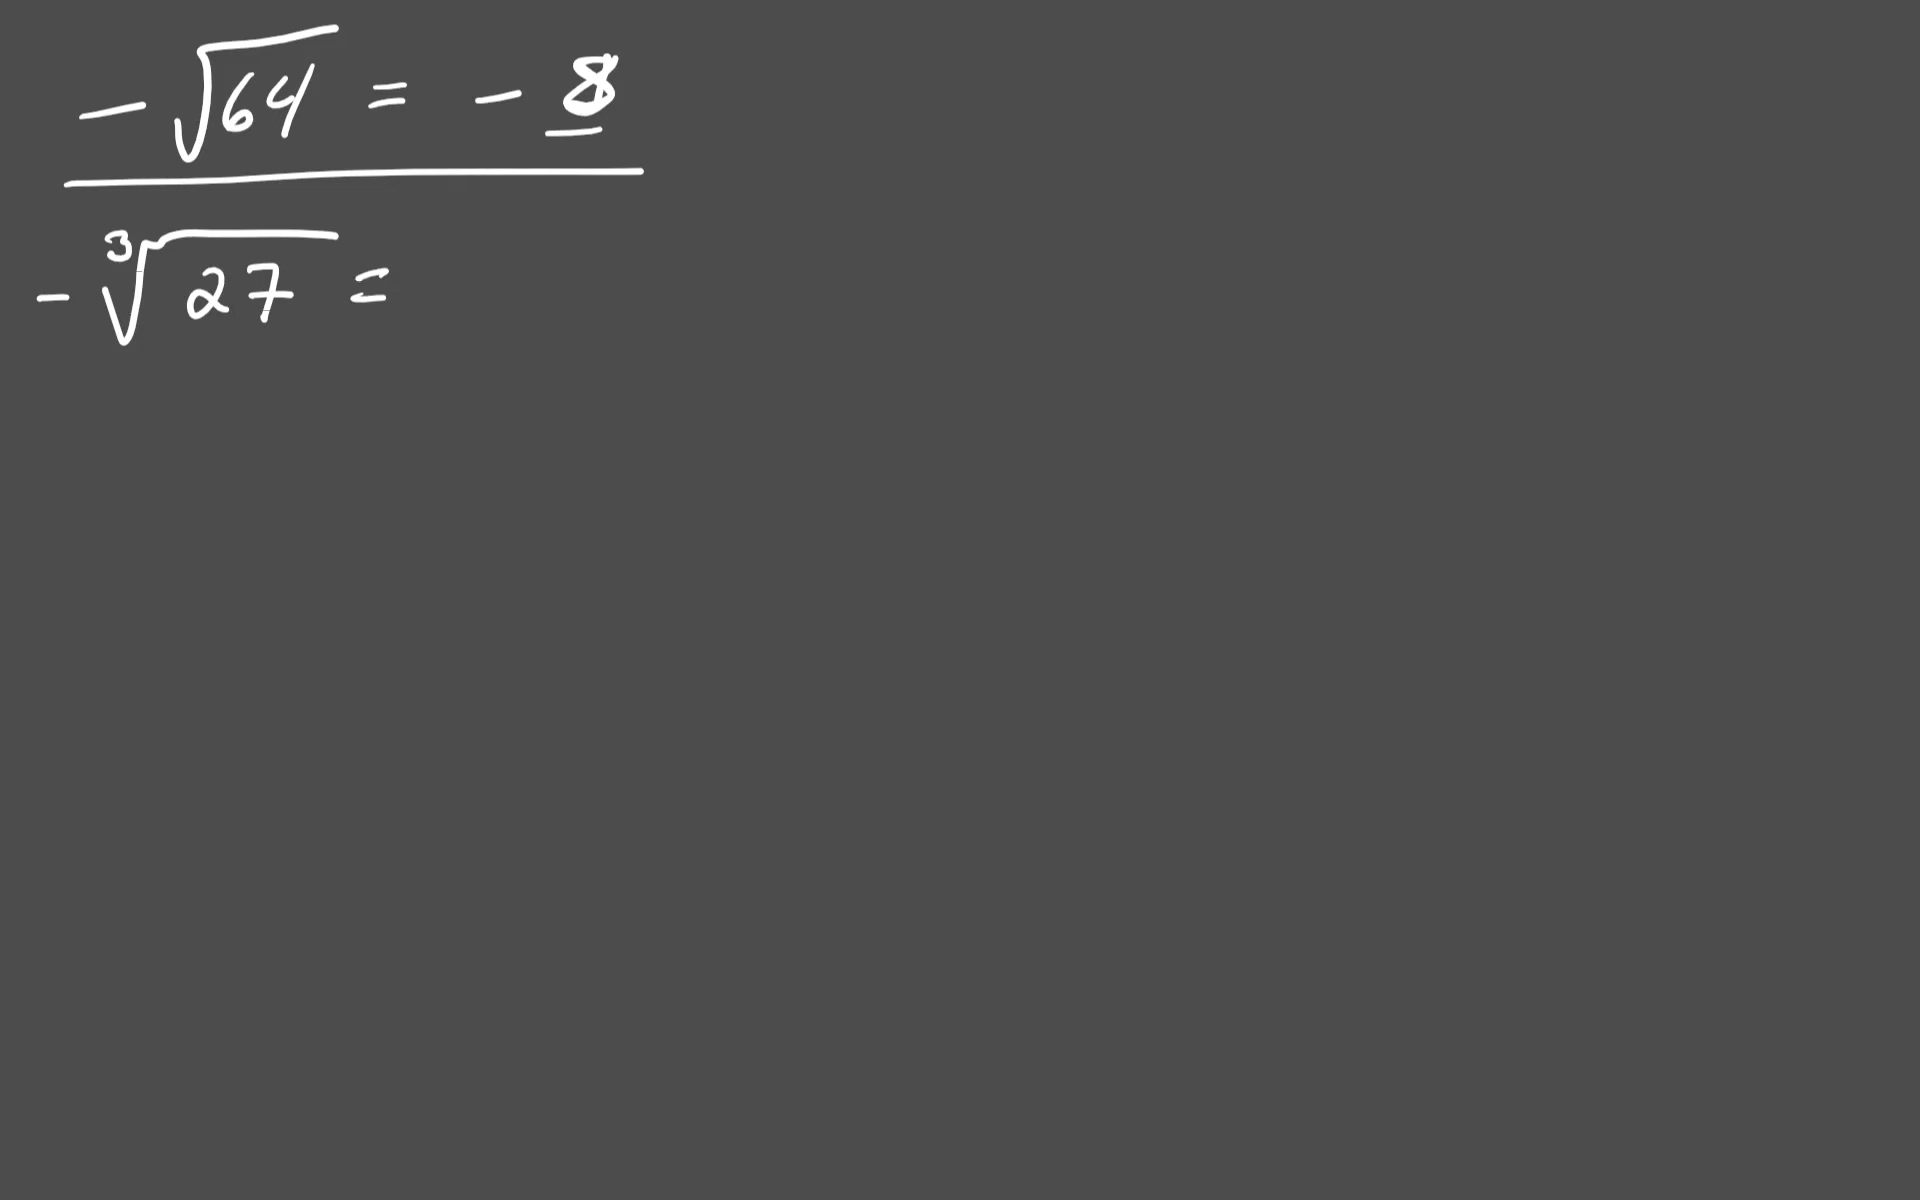 - √64 = - 8
- ∛27 =